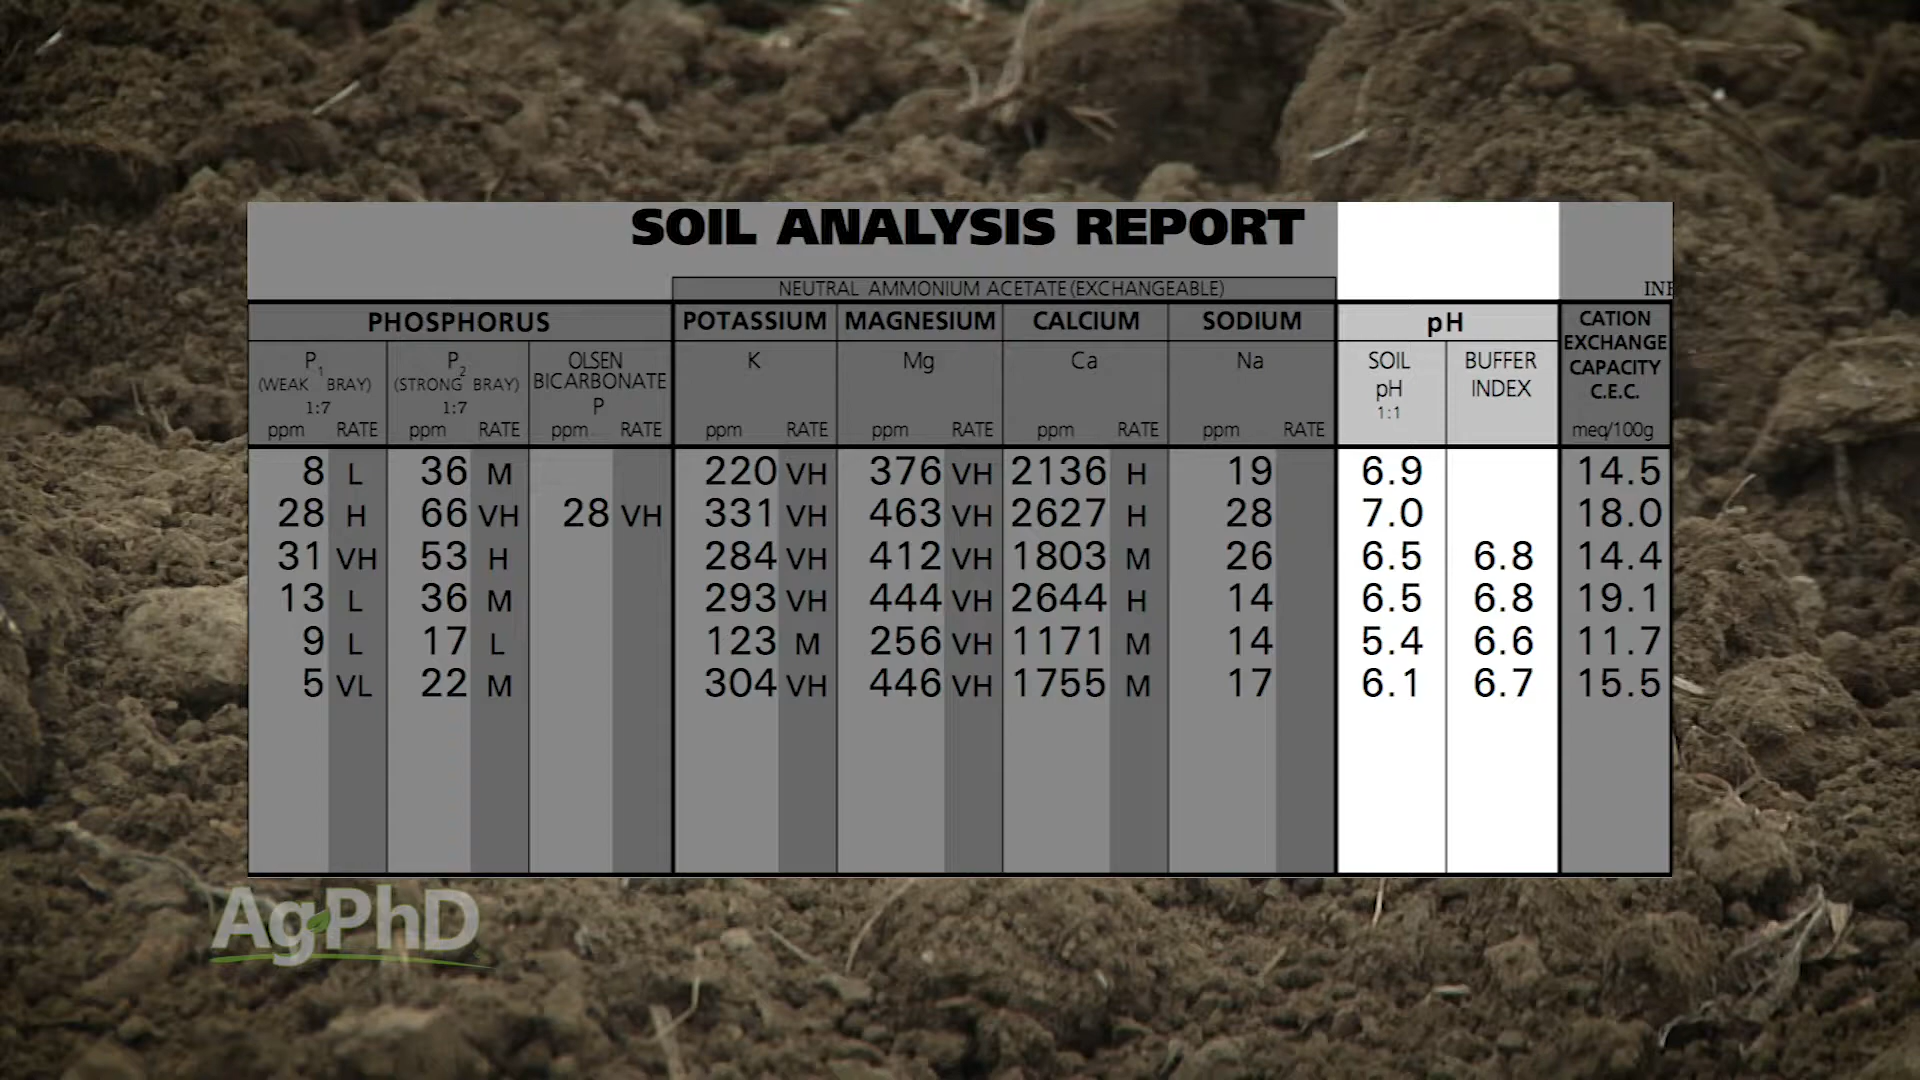 SOIL ANALYSIS REPORT
NEUTRAL AMMONIUM ACETATE (EXCHANGEABLE)
PHOSPHORUS POTASSIUM MAGNESIUM CALCIUM SODIUM pH CATION EXCHANGE CAPACITY C.E.C.
P1 (WEAK BRAY) 1:7 P2 (STRONG BRAY) 1:7 OLSEN BICARBONATE P K Mg Ca Na SOIL pH 1:1 BUFFER INDEX
ppm RATE ppm RATE ppm RATE ppm RATE ppm RATE ppm RATE ppm RATE meq/100g
8 L 36 M 220 VH 376 VH 2136 H 19 6.9 14.5
28 H 66 VH 28 VH 331 VH 463 VH 2627 H 28 7.0 18.0
31 VH 53 H 284 VH 412 VH 1803 M 26 6.5 6.8 14.4
13 L 36 M 293 VH 444 VH 2644 H 14 6.5 6.8 19.1
9 L 17 L 123 M 256 VH 1171 M 14 5.4 6.6 11.7
5 VL 22 M 304 VH 446 VH 1755 M 17 6.1 6.7 15.5
AgPhD